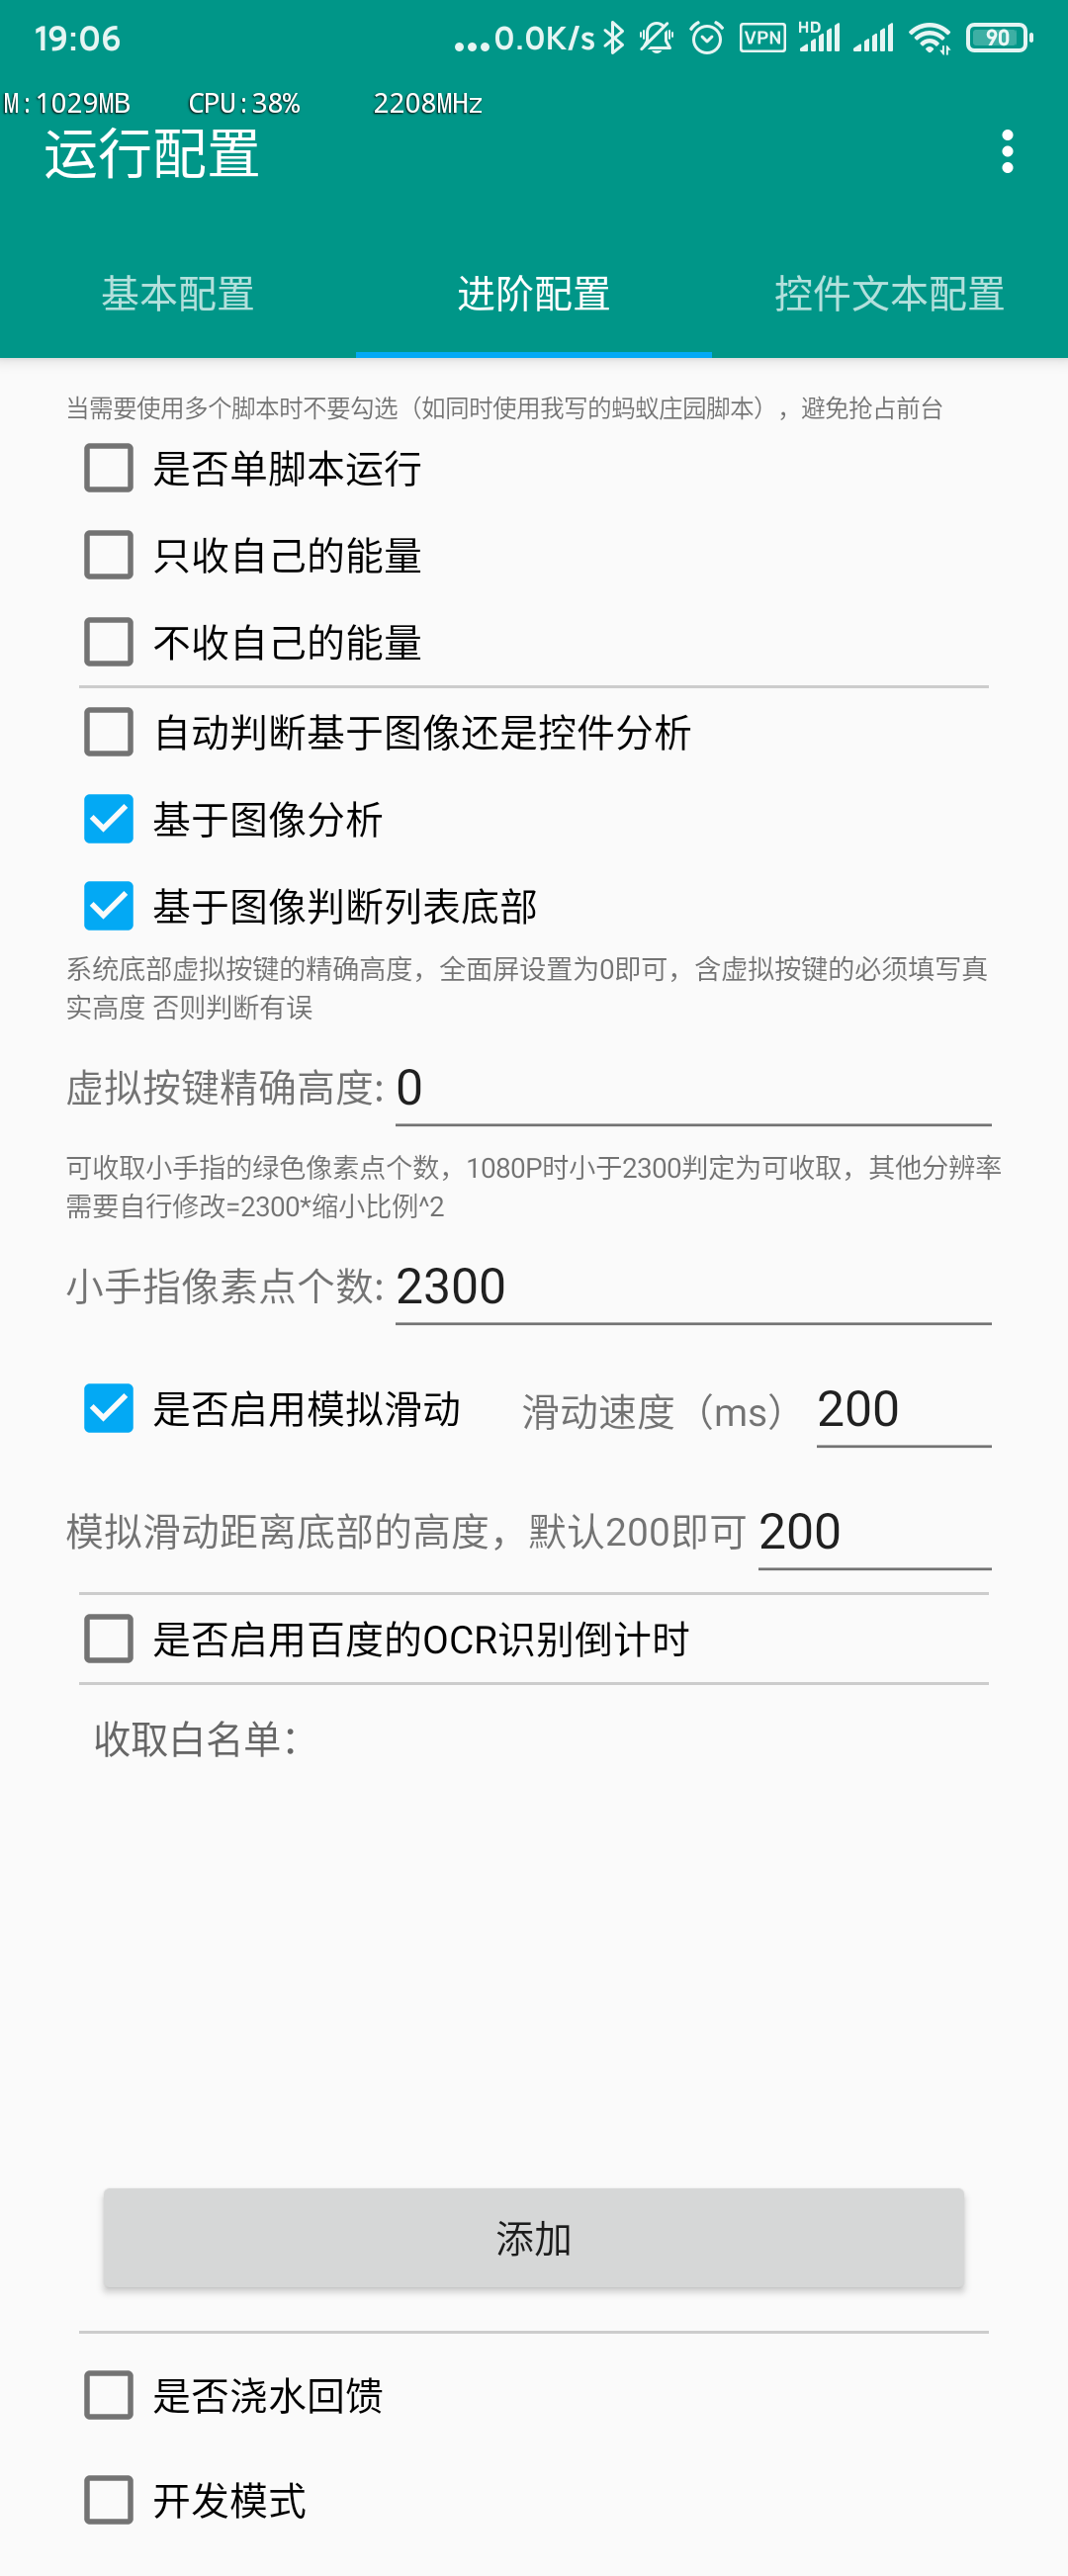 19:06 ...0.0K/s VPN HD 90
M:1029MB CPU:38% 2208MHz
运行配置
基本配置 进阶配置 控件文本配置
当需要使用多个脚本时不要勾选（如同时使用我写的蚂蚁庄园脚本），避免抢占前台
是否单脚本运行
只收自己的能量
不收自己的能量
自动判断基于图像还是控件分析
基于图像分析
基于图像判断列表底部
系统底部虚拟按键的精确高度，全面屏设置为0即可，含虚拟按键的必须填写真
实高度 否则判断有误
虚拟按键精确高度: 0
可收取小手指的绿色像素点个数，1080P时小于2300判定为可收取，其他分辨率
需要自行修改=2300*缩小比例^2
小手指像素点个数: 2300
是否启用模拟滑动 滑动速度（ms） 200
模拟滑动距离底部的高度，默认200即可 200
是否启用百度的OCR识别倒计时
收取白名单：
添加
是否浇水回馈
开发模式